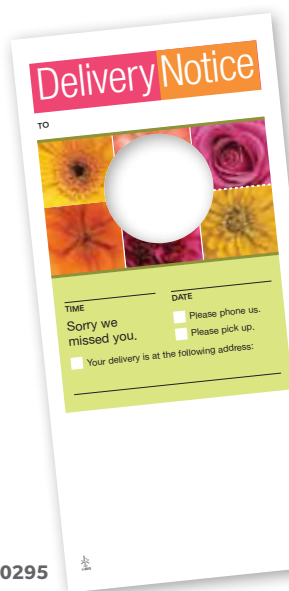 Delivery Notice
TO
TIME
DATE
Sorry we
missed you.
Please phone us.
Please pick up.
Your delivery is at the following address:
0295